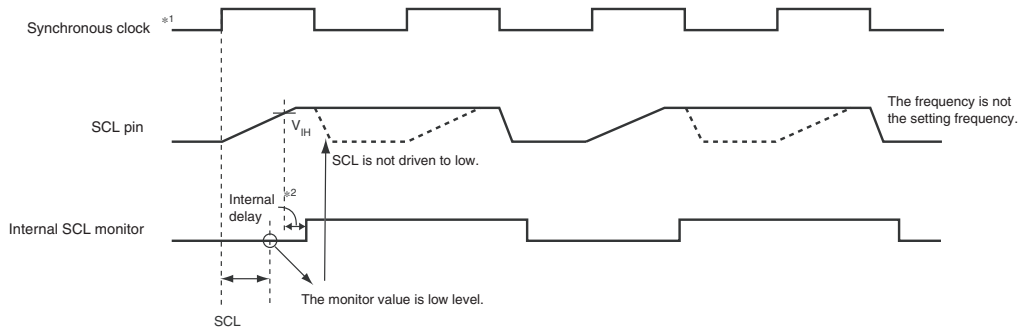 Synchronous clock *1
SCL pin
VIH
The frequency is not
the setting frequency.
SCL is not driven to low.
Internal *2
delay
Internal SCL monitor
The monitor value is low level.
SCL